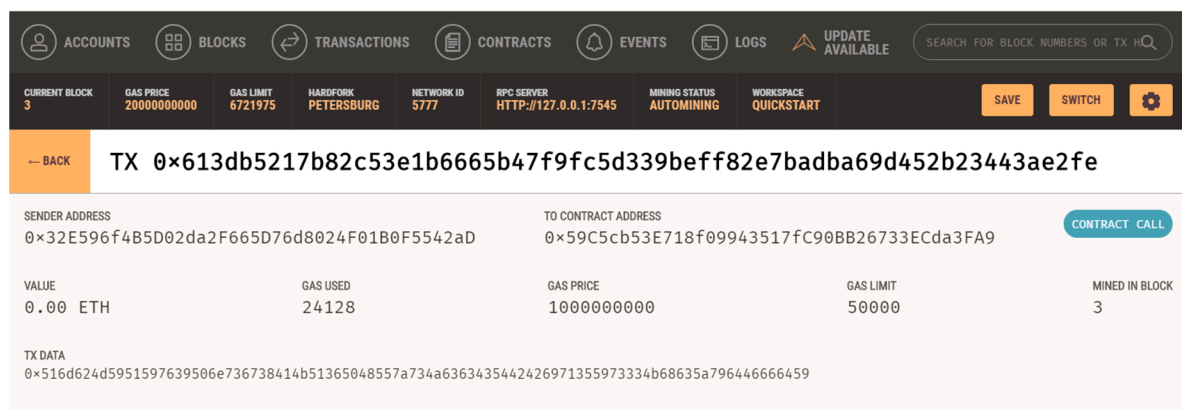 ACCOUNTS BLOCKS TRANSACTIONS CONTRACTS EVENTS LOGS UPDATE AVAILABLE SEARCH FOR BLOCK NUMBERS OR TX H
CURRENT BLOCK GAS PRICE GAS LIMIT HARDFORK NETWORK ID RPC SERVER MINING STATUS WORKSPACE
3 20000000000 6721975 PETERSBURG 5777 HTTP://127.0.0.1:7545 AUTOMINING QUICKSTART SAVE SWITCH
← BACK TX 0×613db5217b82c53e1b6665b47f9fc5d339beff82e7badba69d452b23443ae2fe
SENDER ADDRESS TO CONTRACT ADDRESS
0×32E596f4B5D02da2F665D76d8024F01B0F5542aD 0×59C5cb53E718f09943517fC90BB26733ECda3FA9 CONTRACT CALL
VALUE GAS USED GAS PRICE GAS LIMIT MINED IN BLOCK
0.00 ETH 24128 1000000000 50000 3
TX DATA
0×516d624d5951597639506e736738414b51365048557a734a63634354424269713559733 34b68635a796446666459